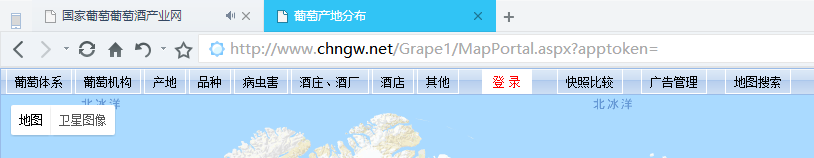 国家葡萄葡萄酒产业网 葡萄产地分布
http://www.chngw.net/Grape1/MapPortal.aspx?apptoken=
葡萄体系 葡萄机构 产地 品种 病虫害 酒庄、酒厂 酒店 其他 登 录 快照比较 广告管理 地图搜索
北 冰 洋 北 冰 洋
地图 卫星图像